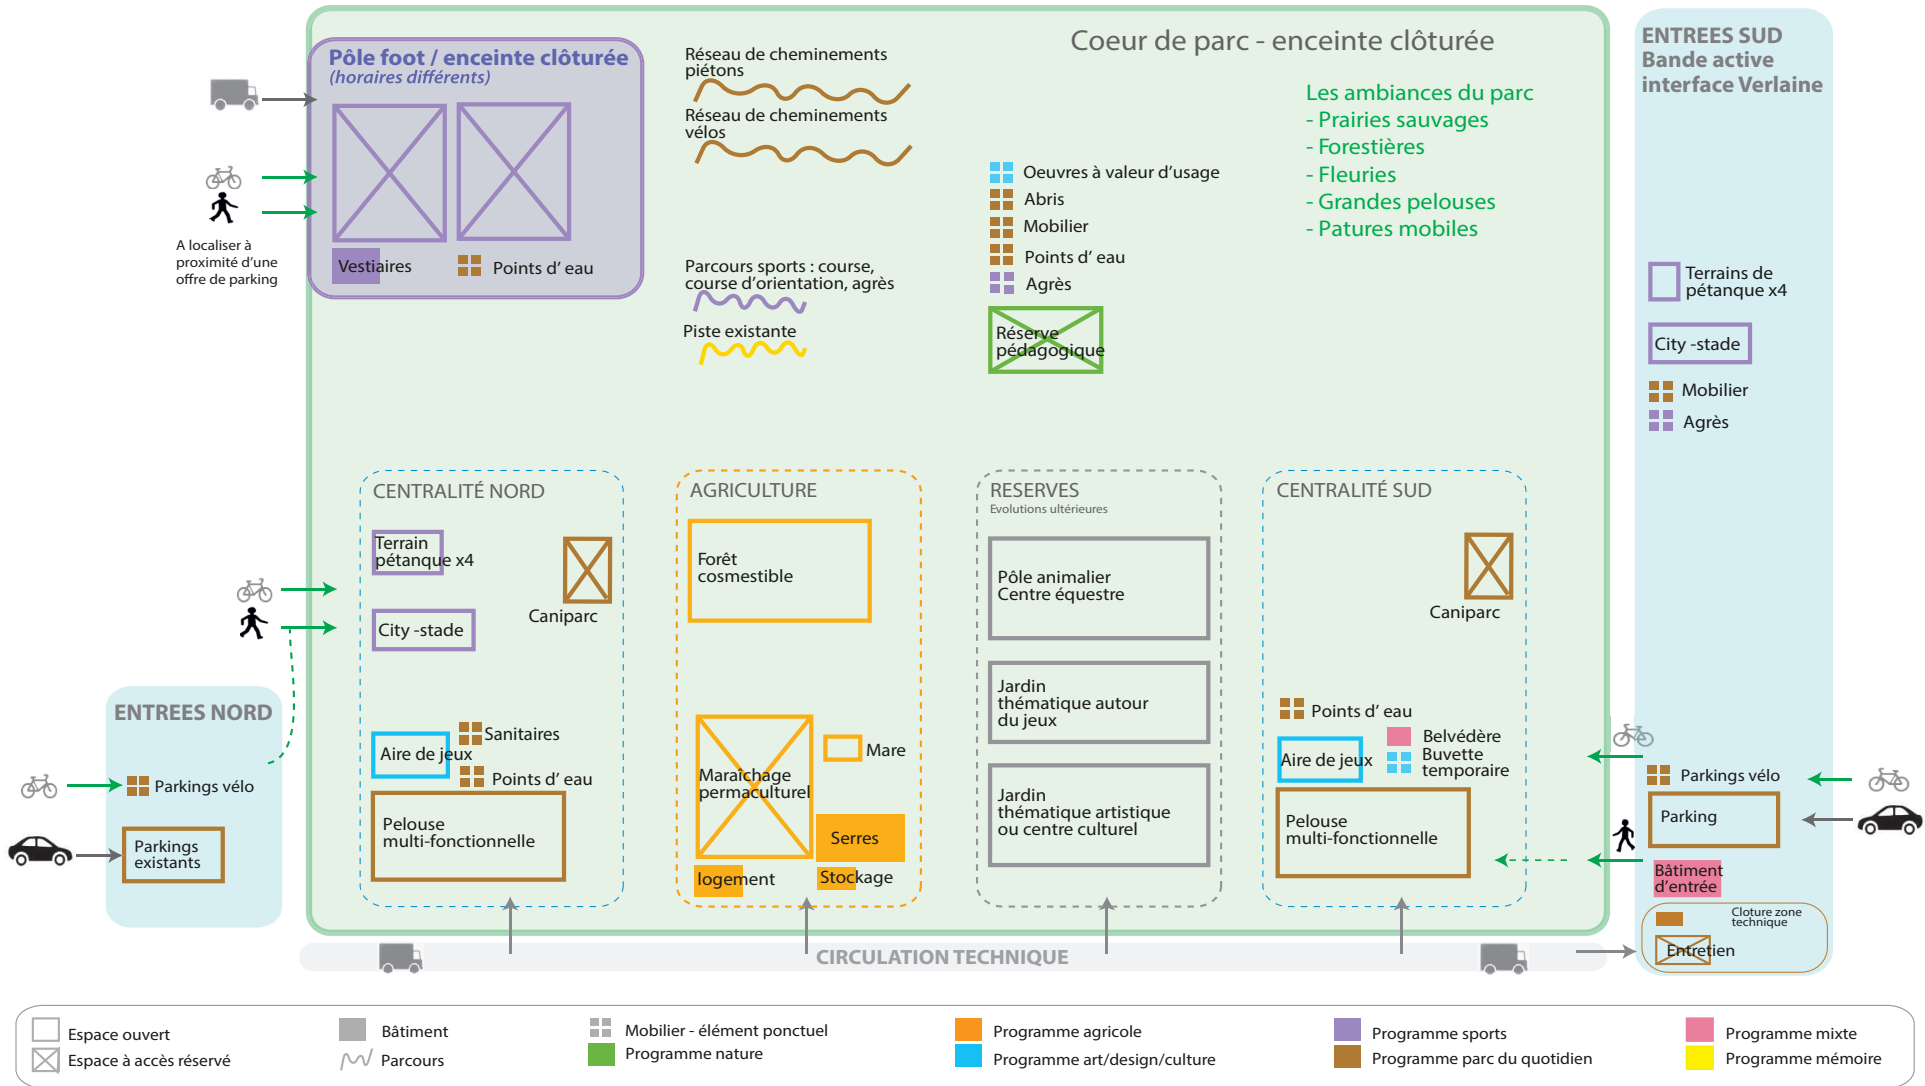 Coeur de parc - enceinte clôturée
Pôle foot / enceinte clôturée
(horaires différents)
Vestiaires
Points d' eau
A localiser à
proximité d'une
offre de parking
Réseau de cheminements
piétons
Réseau de cheminements
vélos
Parcours sports : course,
course d'orientation, agrès
Piste existante
Oeuvres à valeur d'usage
Abris
Mobilier
Points d' eau
Agrès
Réserve
pédagogique
Les ambiances du parc
- Prairies sauvages
- Forestières
- Fleuries
- Grandes pelouses
- Patures mobiles
ENTREES SUD
Bande active
interface Verlaine
Terrains de
pétanque x4
City -stade
Mobilier
Agrès
CENTRALITÉ NORD
Terrain
pétanque x4
City -stade
Caniparc
Aire de jeux
Sanitaires
Points d' eau
Pelouse
multi-fonctionnelle
AGRICULTURE
Forêt
cosmestible
Maraîchage
permaculturel
Mare
Serres
logement
Stockage
RESERVES
Evolutions ultérieures
Pôle animalier
Centre équestre
Jardin
thématique autour
du jeux
Jardin
thématique artistique
ou centre culturel
CENTRALITÉ SUD
Caniparc
Points d' eau
Aire de jeux
Belvédère
Buvette
temporaire
Pelouse
multi-fonctionnelle
ENTREES NORD
Parkings vélo
Parkings
existants
Parkings vélo
Parking
Bâtiment
d'entrée
Cloture zone
technique
Entretien
CIRCULATION TECHNIQUE
Espace ouvert
Espace à accès réservé
Bâtiment
Parcours
Mobilier - élément ponctuel
Programme nature
Programme agricole
Programme art/design/culture
Programme sports
Programme parc du quotidien
Programme mixte
Programme mémoire